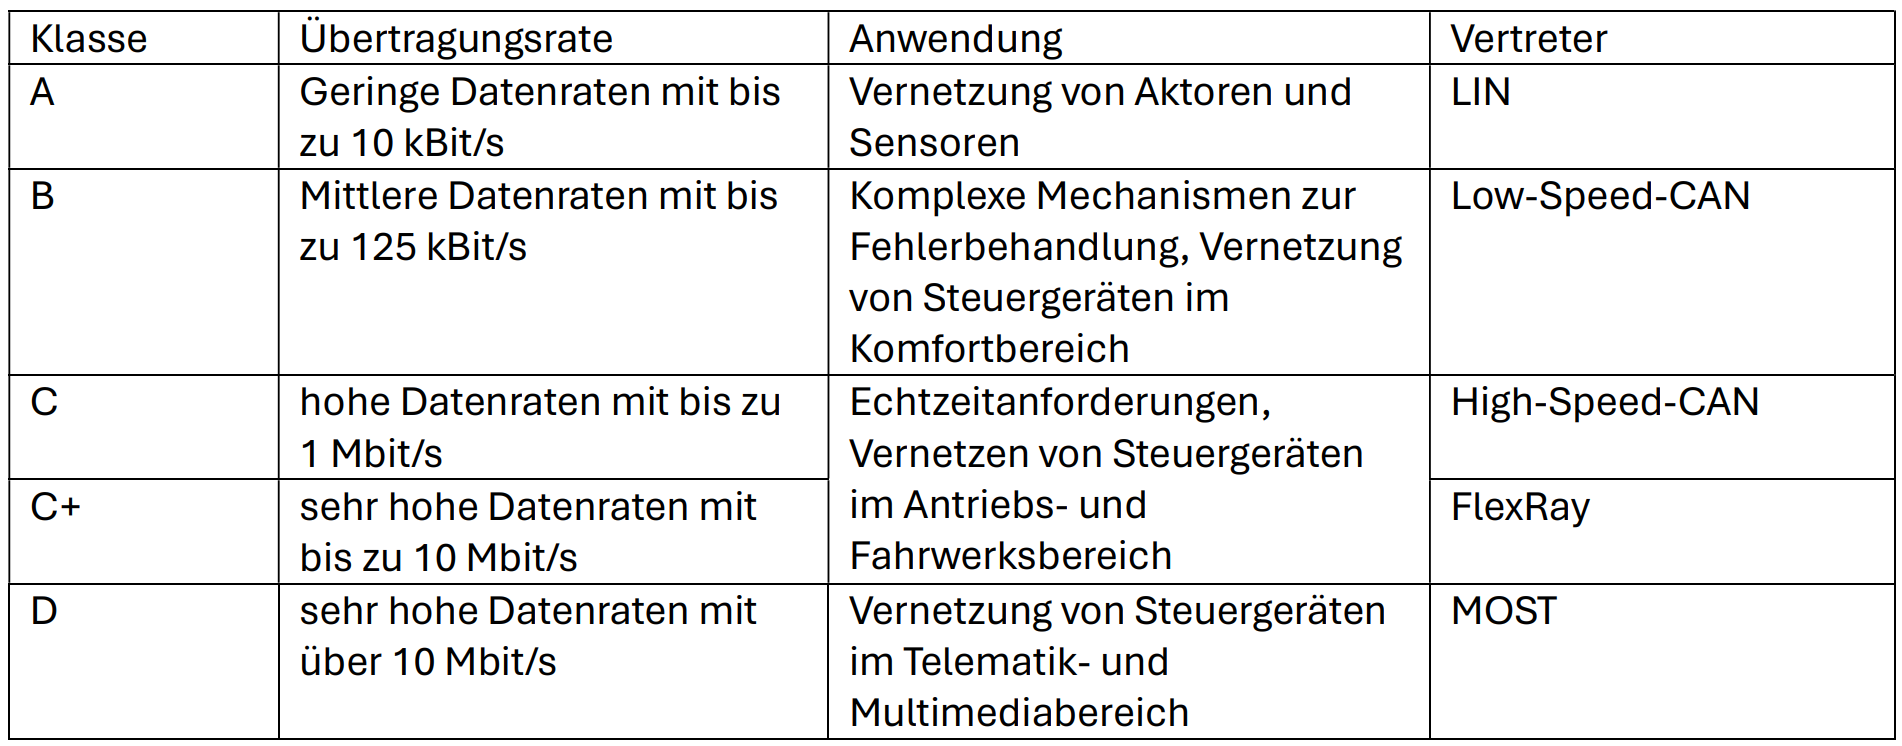 Klasse
Übertragungsrate
Anwendung
Vertreter
A
Geringe Datenraten mit bis
zu 10 kBit/s
Vernetzung von Aktoren und
Sensoren
LIN
B
Mittlere Datenraten mit bis
zu 125 kBit/s
Komplexe Mechanismen zur
Fehlerbehandlung, Vernetzung
von Steuergeräten im
Komfortbereich
Low-Speed-CAN
C
hohe Datenraten mit bis zu
1 Mbit/s
Echtzeitanforderungen,
Vernetzen von Steuergeräten
im Antriebs- und
Fahrwerksbereich
High-Speed-CAN
C+
sehr hohe Datenraten mit
bis zu 10 Mbit/s
FlexRay
D
sehr hohe Datenraten mit
über 10 Mbit/s
Vernetzung von Steuergeräten
im Telematik- und
Multimediabereich
MOST